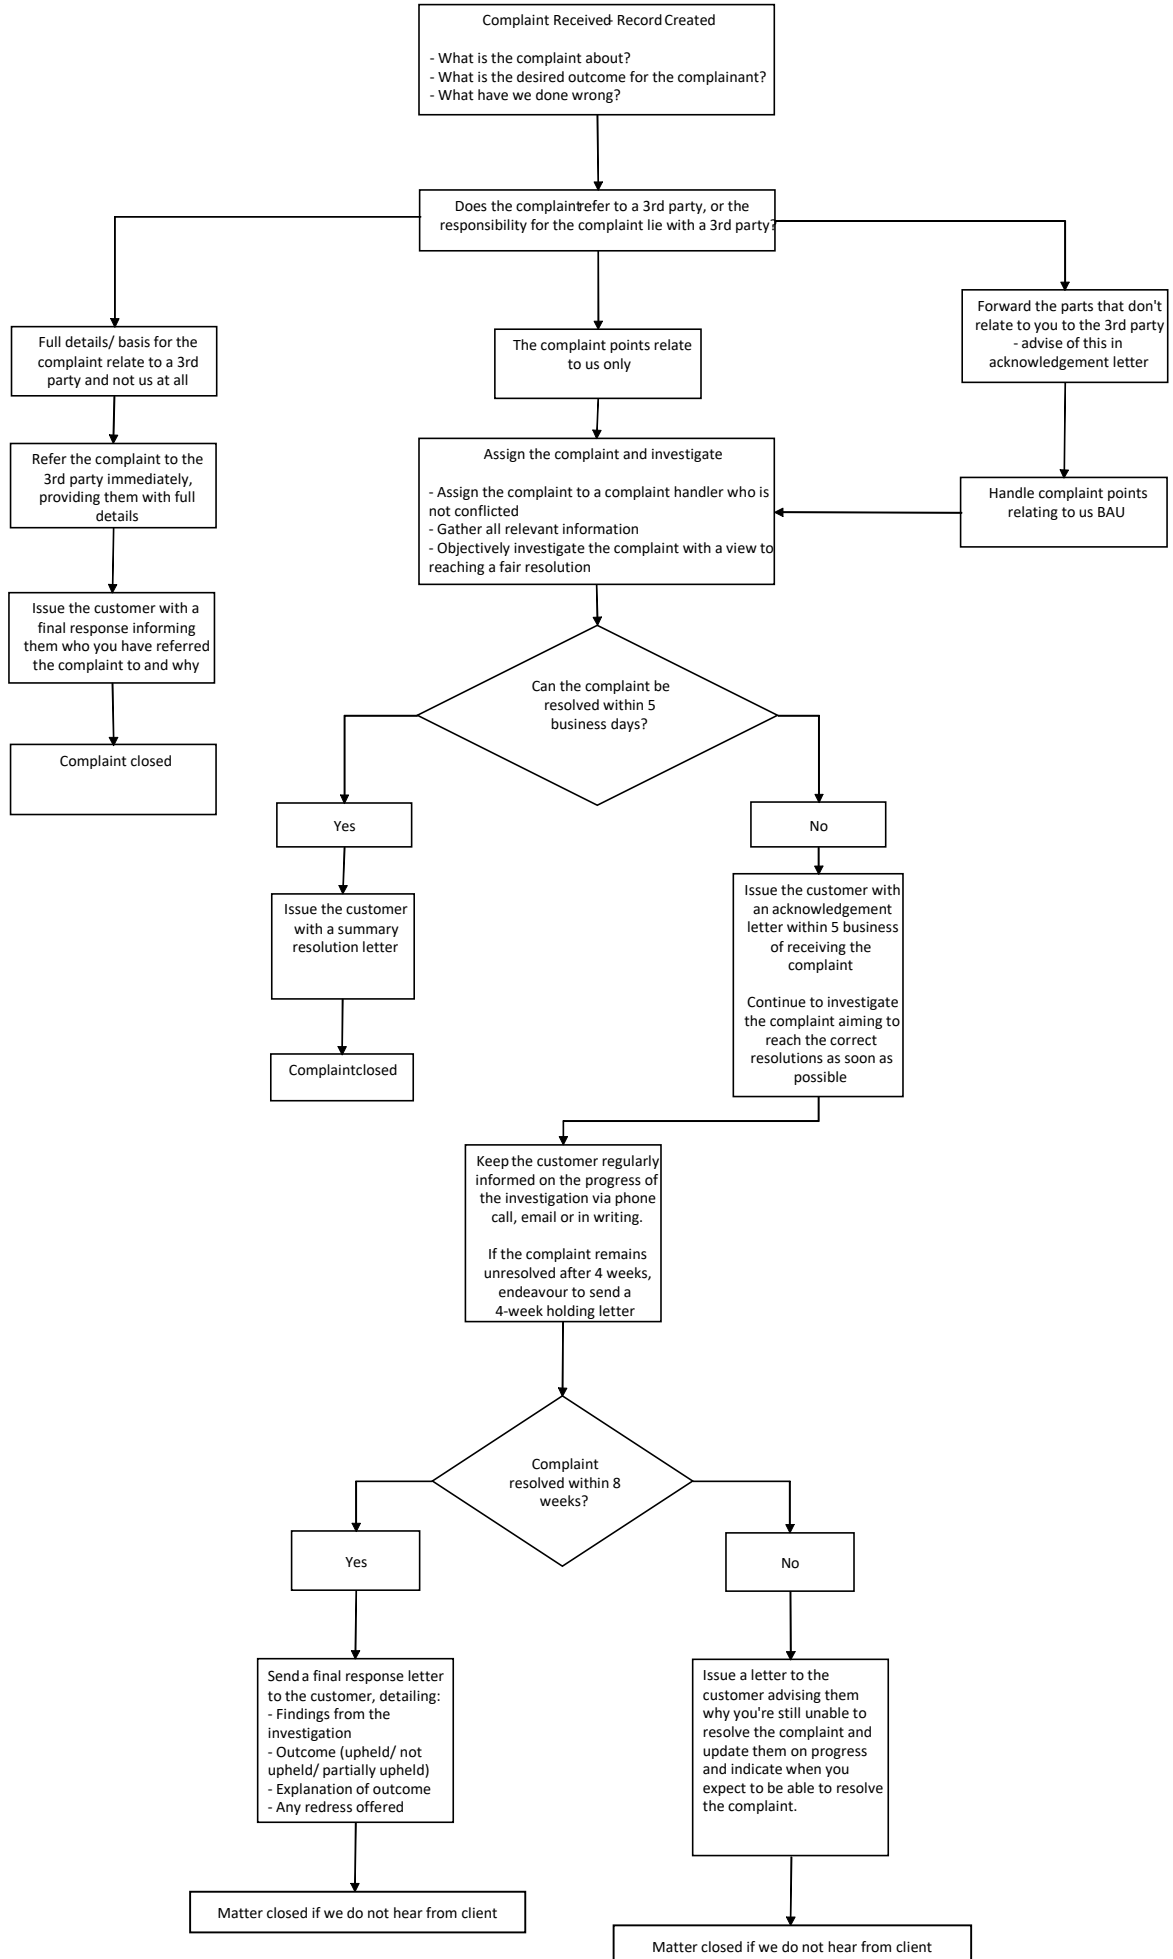 Complaint Received- Record Created
- What is the complaint about?
- What is the desired outcome for the complainant?
- What have we done wrong?
Does the complaint refer to a 3rd party, or the
responsibility for the complaint lie with a 3rd party?
Full details/ basis for the
complaint relate to a 3rd
party and not us at all
The complaint points relate
to us only
Forward the parts that don't
relate to you to the 3rd party
- advise of this in
acknowledgement letter
Refer the complaint to the
3rd party immediately,
providing them with full
details
Assign the complaint and investigate
- Assign the complaint to a complaint handler who is
not conflicted
- Gather all relevant information
- Objectively investigate the complaint with a view to
reaching a fair resolution
Handle complaint points
relating to us BAU
Issue the customer with a
final response informing
them who you have referred
the complaint to and why
Complaint closed
Can the complaint be
resolved within 5
business days?
Yes
No
Issue the customer
with a summary
resolution letter
Complaintclosed
Issue the customer with
an acknowledgement
letter within 5 business
of receiving the
complaint
Continue to investigate
the complaint aiming to
reach the correct
resolutions as soon as
possible
Keep the customer regularly
informed on the progress of
the investigation via phone
call, email or in writing.
If the complaint remains
unresolved after 4 weeks,
endeavour to send a
4-week holding letter
Complaint
resolved within 8
weeks?
Yes
No
Send a final response letter
to the customer, detailing:
- Findings from the
investigation
- Outcome (upheld/ not
upheld/ partially upheld)
- Explanation of outcome
- Any redress offered
Issue a letter to the
customer advising them
why you're still unable to
resolve the complaint and
update them on progress
and indicate when you
expect to be able to resolve
the complaint.
Matter closed if we do not hear from client
Matter closed if we do not hear from client